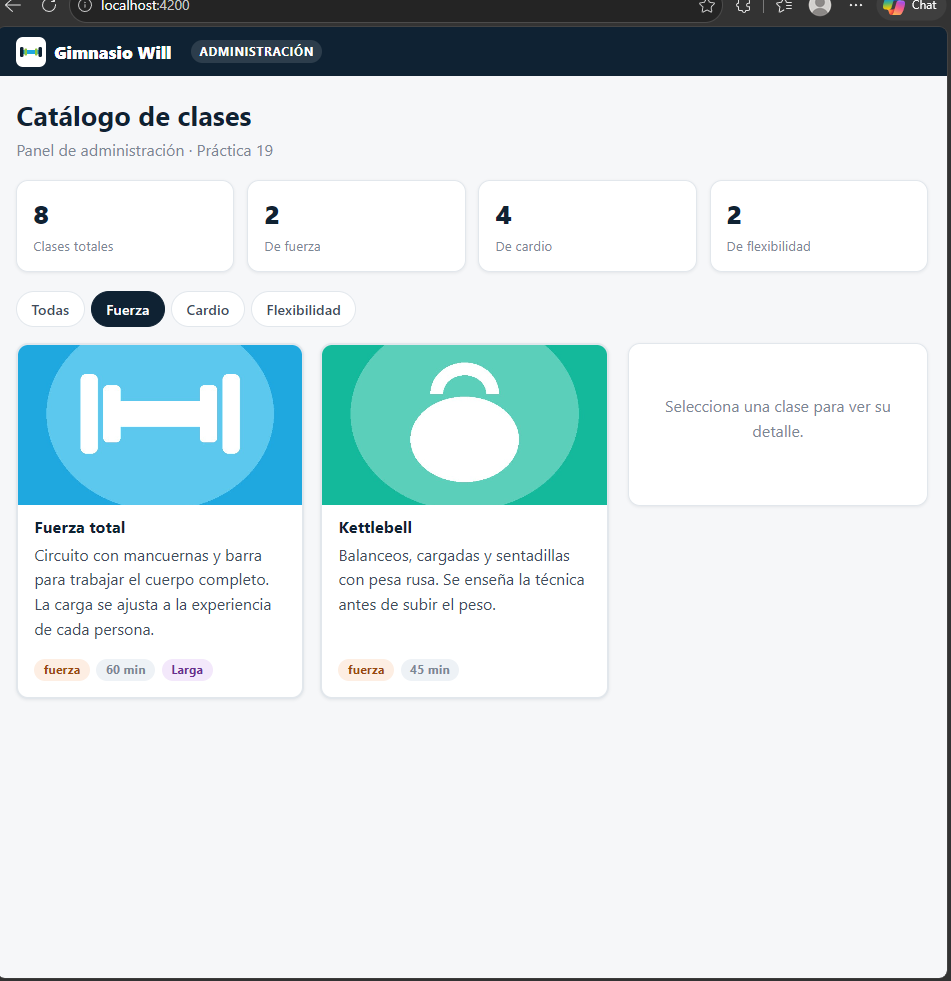 localhost:4200
Chat
Gimnasio Will
ADMINISTRACIÓN
Catálogo de clases
Panel de administración · Práctica 19
8
Clases totales
2
De fuerza
4
De cardio
2
De flexibilidad
Todas
Fuerza
Cardio
Flexibilidad
Fuerza total
Circuito con mancuernas y barra
para trabajar el cuerpo completo.
La carga se ajusta a la experiencia
de cada persona.
fuerza
60 min
Larga
Kettlebell
Balanceos, cargadas y sentadillas
con pesa rusa. Se enseña la técnica
antes de subir el peso.
fuerza
45 min
Selecciona una clase para ver su
detalle.